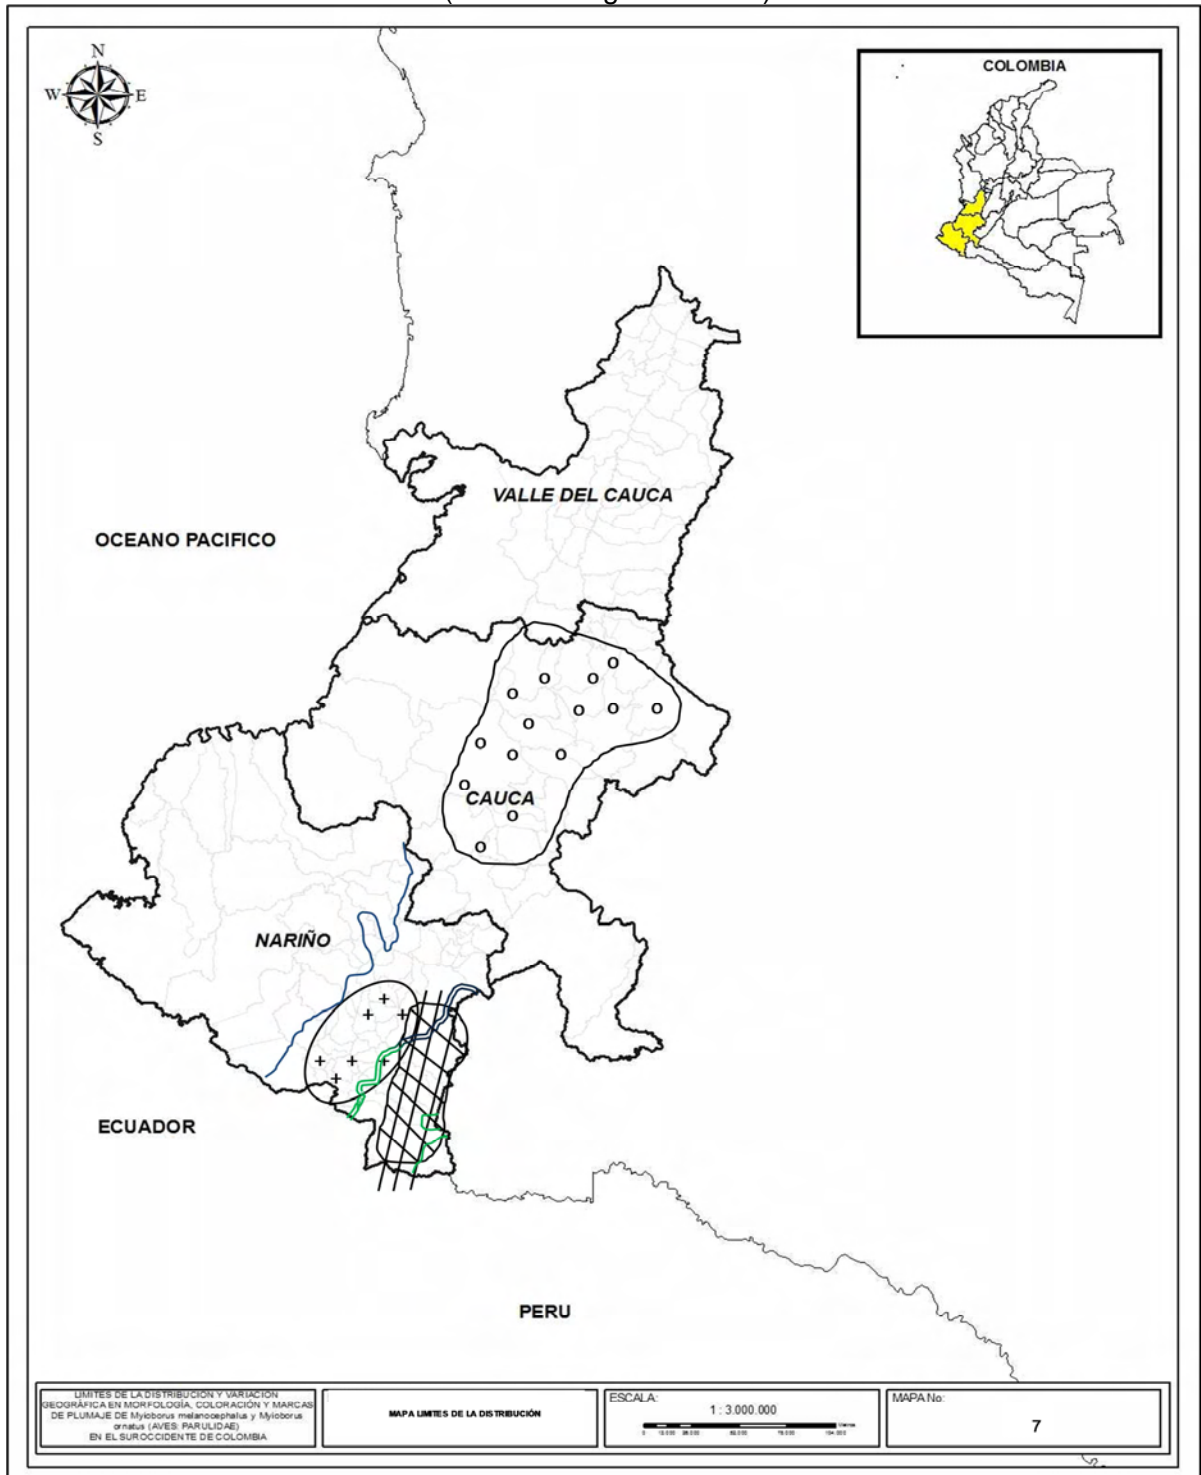 N
W E
S
COLOMBIA
VALLE DEL CAUCA
OCEANO PACIFICO
CAUCA
NARIÑO
ECUADOR
PERU
LIMITES DE LA DISTRIBUCIÓN Y VARIACIÓN
GEOGRÁFICA EN MORFOLOGÍA, COLORACIÓN Y MARCAS
DE PLUMAJE DE Myioborus melanocephalus y Myioborus
ornatus (AVES: PARULIDAE)
EN EL SUROCCIDENTE DE COLOMBIA
MAPA LIMITES DE LA DISTRIBUCIÓN
ESCALA:
1 : 3.000.000
MAPA No:
7